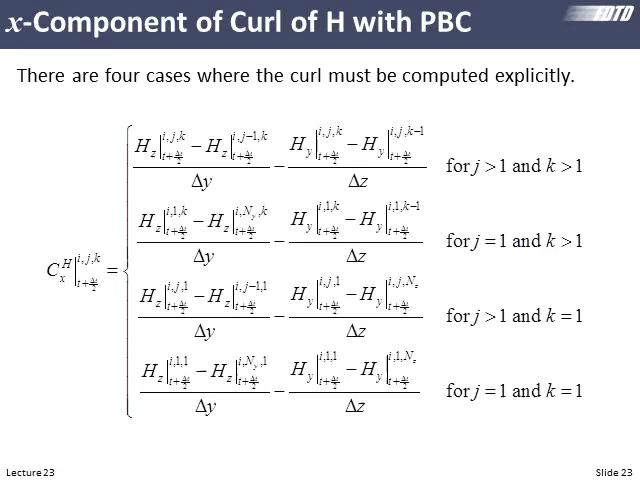 x-Component of Curl of H with PBC
FDTD
There are four cases where the curl must be computed explicitly.
C_x^H|_{t+Δt/2}^{i,j,k} = {
(H_z|_{t+Δt/2}^{i,j,k} − H_z|_{t+Δt/2}^{i,j−1,k})/Δy − (H_y|_{t+Δt/2}^{i,j,k} − H_y|_{t+Δt/2}^{i,j,k−1})/Δz for j > 1 and k > 1
(H_z|_{t+Δt/2}^{i,1,k} − H_z|_{t+Δt/2}^{i,N_y,k})/Δy − (H_y|_{t+Δt/2}^{i,1,k} − H_y|_{t+Δt/2}^{i,1,k−1})/Δz for j = 1 and k > 1
(H_z|_{t+Δt/2}^{i,j,1} − H_z|_{t+Δt/2}^{i,j−1,1})/Δy − (H_y|_{t+Δt/2}^{i,j,1} − H_y|_{t+Δt/2}^{i,j,N_z})/Δz for j > 1 and k = 1
(H_z|_{t+Δt/2}^{i,1,1} − H_z|_{t+Δt/2}^{i,N_y,1})/Δy − (H_y|_{t+Δt/2}^{i,1,1} − H_y|_{t+Δt/2}^{i,1,N_z})/Δz for j = 1 and k = 1
Lecture 23
Slide 23